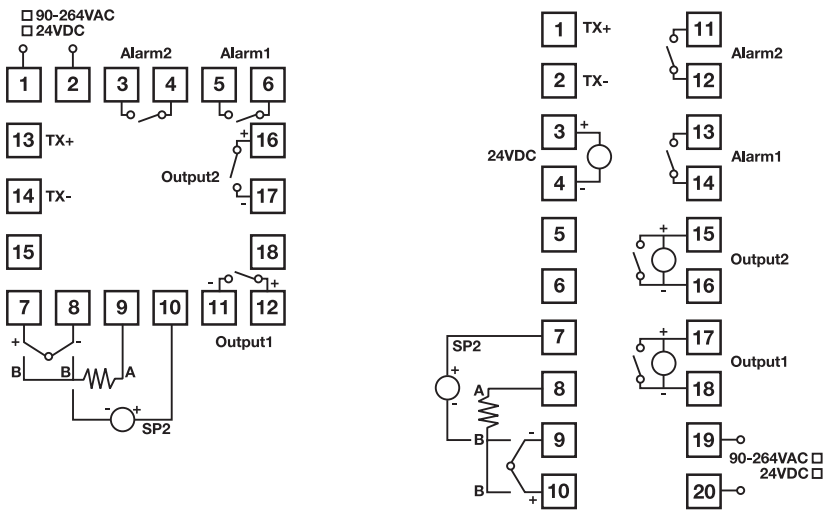 □ 90-264VAC
□ 24VDC
Alarm2 Alarm1
1 2 3 4 5 6
13 TX+
+ 16
Output2
14 TX-
- 17
15 18
- +
7 8 9 10 11 12
Output1
+ -
B B A
- +
SP2
1 TX+ 11
Alarm2
2 TX- 12
3 + 13
24VDC Alarm1
4 - 14
5 + 15
Output2
6 - 16
7 + 17
SP2
Output1
+
A 8 - 18
-
B - 9 19
90-264VAC □
24VDC □
B + 10 20